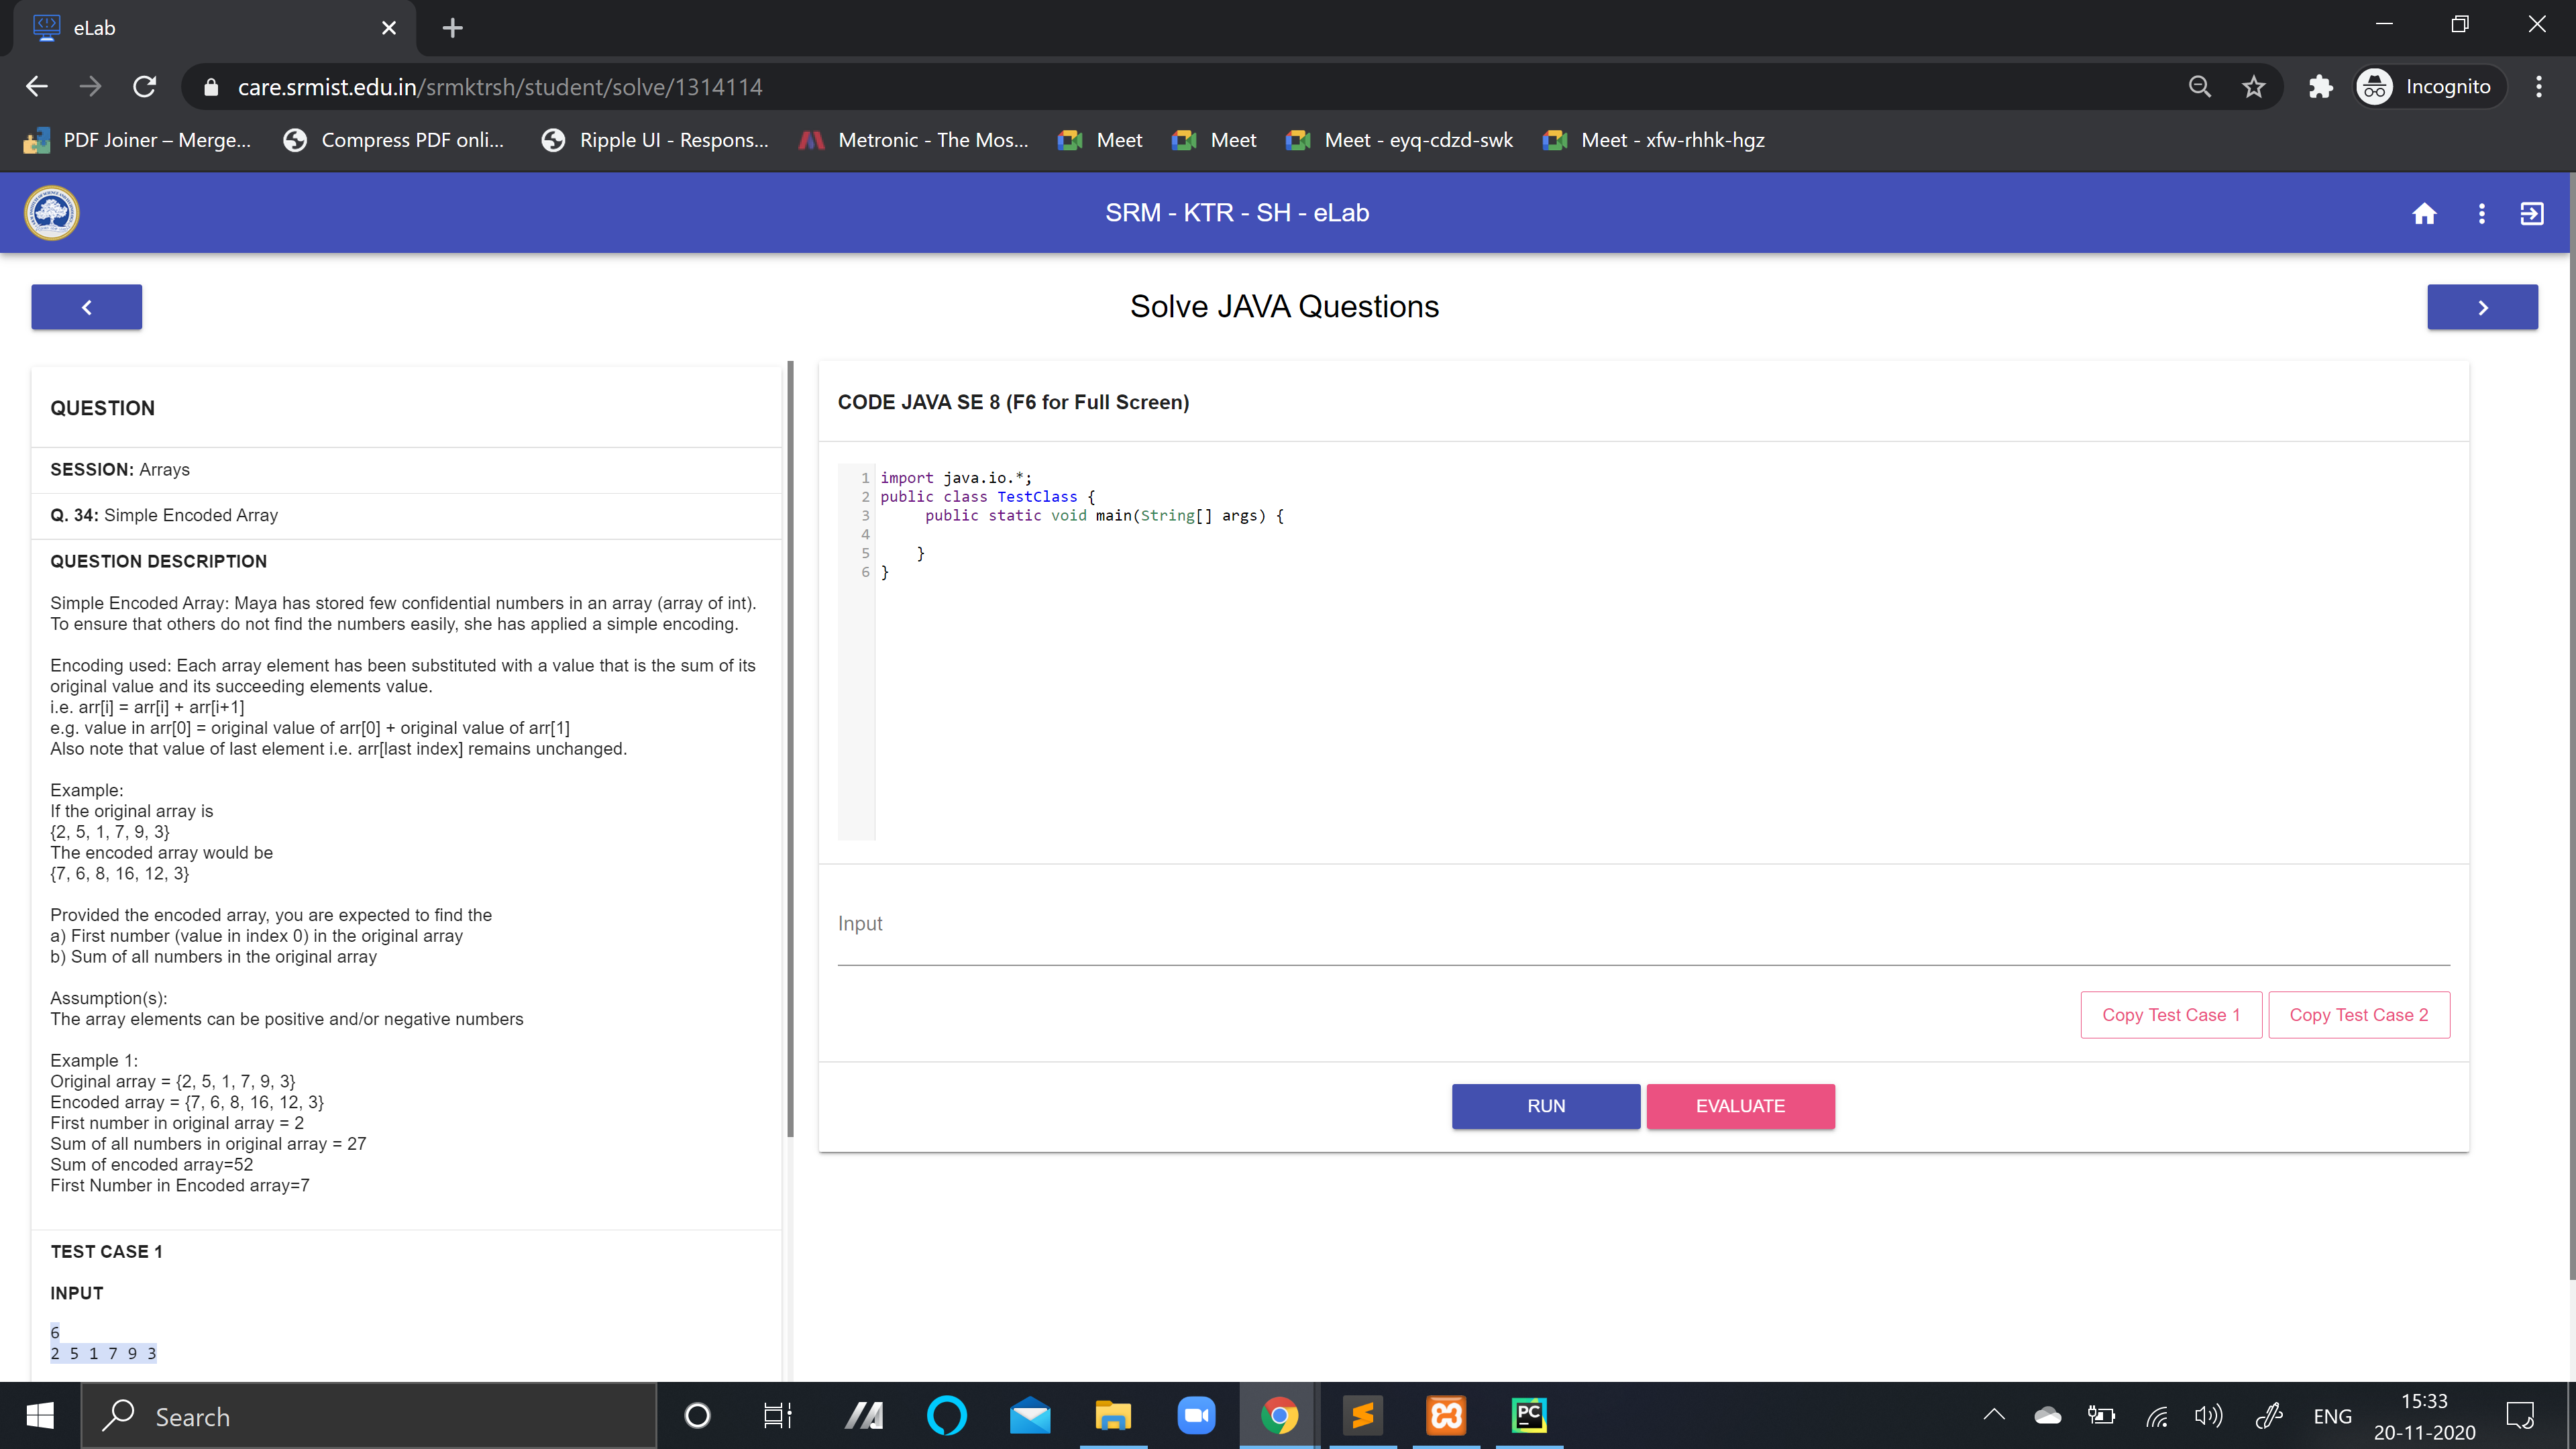 eLab
care.srmist.edu.in/srmktrsh/student/solve/1314114
Incognito
PDF Joiner – Merge...
Compress PDF onli...
Ripple UI - Respons...
Metronic - The Mos...
Meet
Meet
Meet - eyq-cdzd-swk
Meet - xfw-rhhk-hgz
SRM - KTR - SH - eLab
Solve JAVA Questions
QUESTION
SESSION: Arrays
Q. 34: Simple Encoded Array
QUESTION DESCRIPTION
Simple Encoded Array: Maya has stored few confidential numbers in an array (array of int).
To ensure that others do not find the numbers easily, she has applied a simple encoding.
Encoding used: Each array element has been substituted with a value that is the sum of its
original value and its succeeding elements value.
i.e. arr[i] = arr[i] + arr[i+1]
e.g. value in arr[0] = original value of arr[0] + original value of arr[1]
Also note that value of last element i.e. arr[last index] remains unchanged.
Example:
If the original array is
{2, 5, 1, 7, 9, 3}
The encoded array would be
{7, 6, 8, 16, 12, 3}
Provided the encoded array, you are expected to find the
a) First number (value in index 0) in the original array
b) Sum of all numbers in the original array
Assumption(s):
The array elements can be positive and/or negative numbers
Example 1:
Original array = {2, 5, 1, 7, 9, 3}
Encoded array = {7, 6, 8, 16, 12, 3}
First number in original array = 2
Sum of all numbers in original array = 27
Sum of encoded array=52
First Number in Encoded array=7
TEST CASE 1
INPUT
6
2 5 1 7 9 3
CODE JAVA SE 8 (F6 for Full Screen)
1 import java.io.*;
2 public class TestClass {
3 public static void main(String[] args) {
4
5 }
6 }
Input
Copy Test Case 1
Copy Test Case 2
RUN
EVALUATE
Search
PC
ENG
15:33
20-11-2020